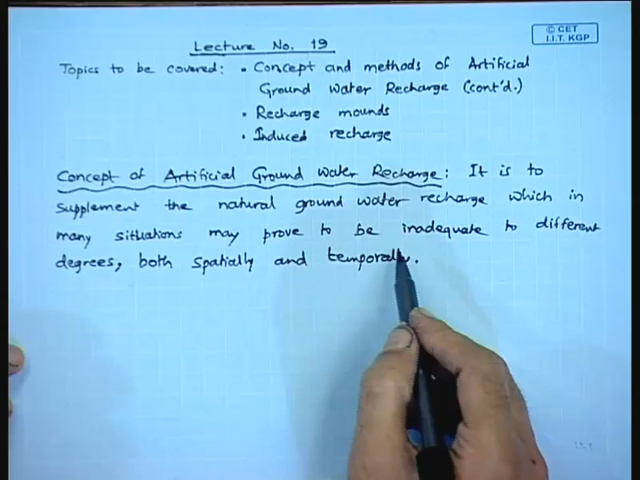 © CET
I.I.T. KGP
Lecture No. 19
Topics to be covered: • Concept and methods of Artificial
Ground Water Recharge (cont'd.)
• Recharge mounds
• Induced recharge
Concept of Artificial Ground Water Recharge: It is to
supplement the natural ground water recharge which in
many situations may prove to be inadequate to different
degrees, both spatially and temporally.